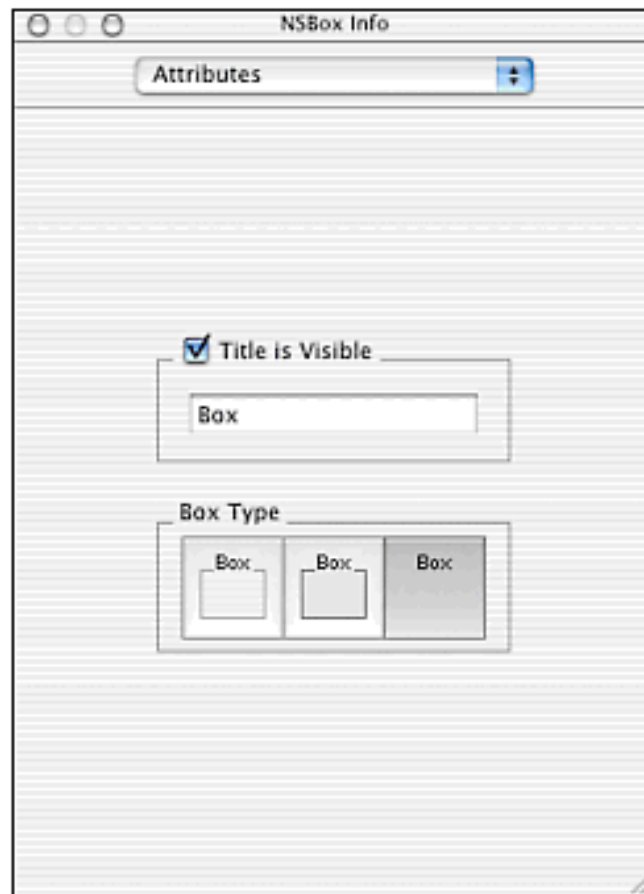 NSBox Info
Attributes
Title is Visible
Box
Box Type
Box Box Box